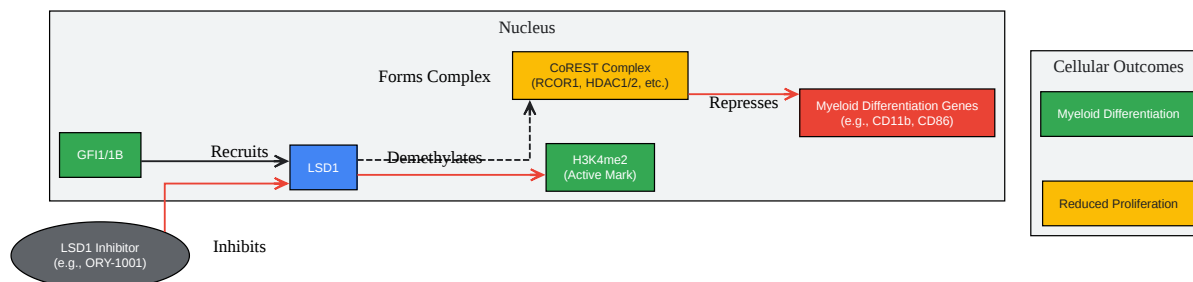 Nucleus
CoREST Complex
(RCOR1, HDAC1/2, etc.)
Forms Complex
Represses
Myeloid Differentiation Genes
(e.g., CD11b, CD86)
GFI1/1B
Recruits
LSD1
Demethylates
H3K4me2
(Active Mark)
LSD1 Inhibitor
(e.g., ORY-1001)
Inhibits
Cellular Outcomes
Myeloid Differentiation
Reduced Proliferation